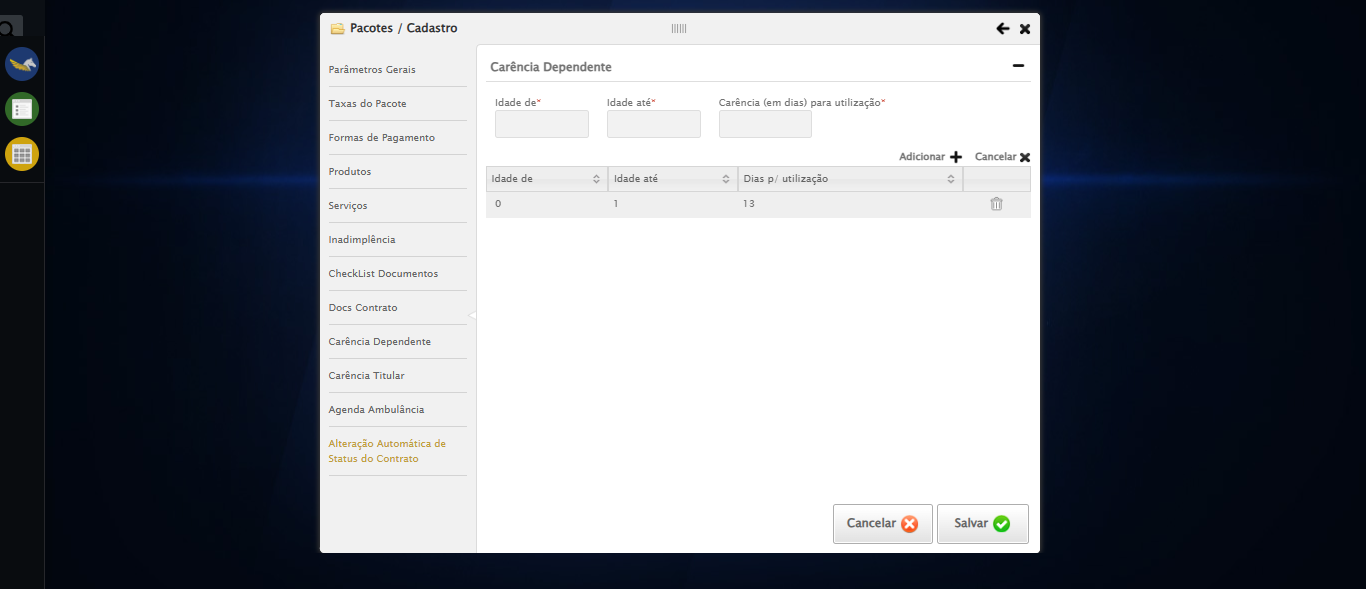 Pacotes / Cadastro
Parâmetros Gerais
Taxas do Pacote
Formas de Pagamento
Produtos
Serviços
Inadimplência
CheckList Documentos
Docs Contrato
Carência Dependente
Carência Titular
Agenda Ambulância
Alteração Automática de
Status do Contrato
Carência Dependente
Idade de* Idade até* Carência (em dias) para utilização*
Adicionar Cancelar
Idade de Idade até Dias p/ utilização
0 1 13
Cancelar Salvar